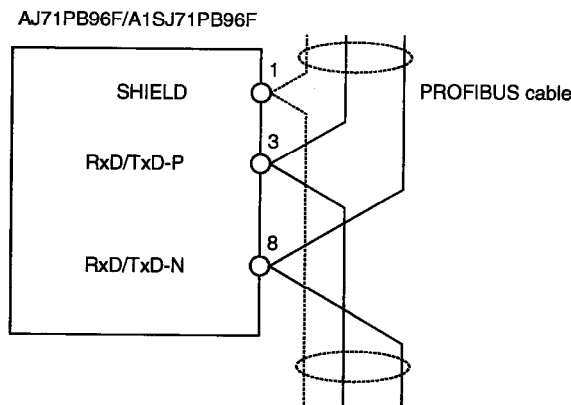 AJ71PB96F/A1SJ71PB96F
SHIELD
1
PROFIBUS cable
RxD/TxD-P
3
RxD/TxD-N
8